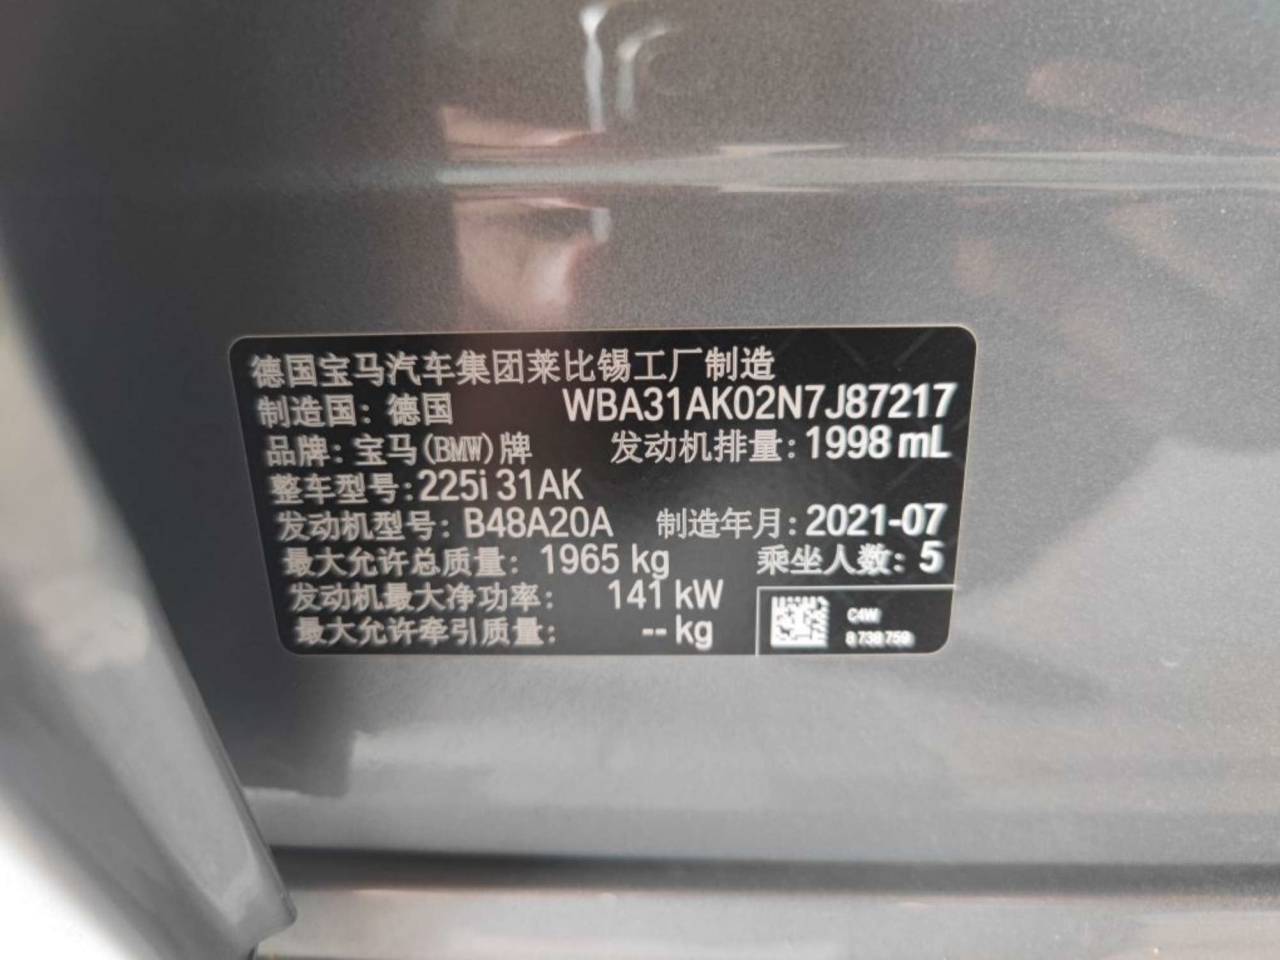 德国宝马汽车集团莱比锡工厂制造
制造国：德国 WBA31AK02N7J87217
品牌：宝马(BMW)牌 发动机排量：1998 mL
整车型号：225i 31AK
发动机型号：B48A20A 制造年月：2021-07
最大允许总质量：1965 kg 乘坐人数：5
发动机最大净功率：141 kW
最大允许牵引质量：-- kg
C4W
8 738 759